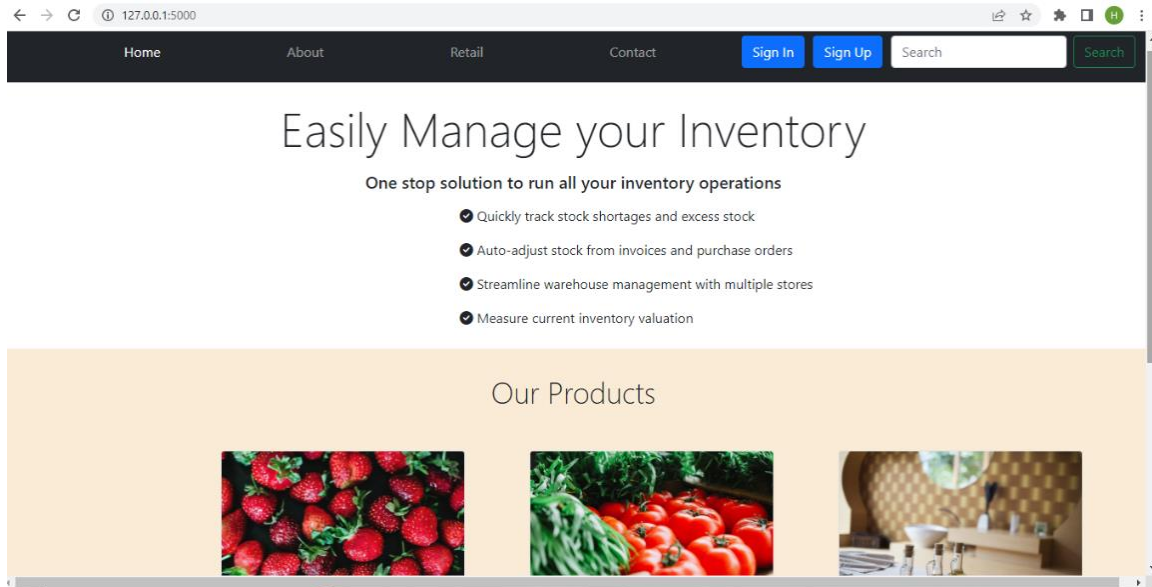 127.0.0.1:5000
H
Home About Retail Contact Sign In Sign Up Search Search
Easily Manage your Inventory
One stop solution to run all your inventory operations
Quickly track stock shortages and excess stock
Auto-adjust stock from invoices and purchase orders
Streamline warehouse management with multiple stores
Measure current inventory valuation
Our Products